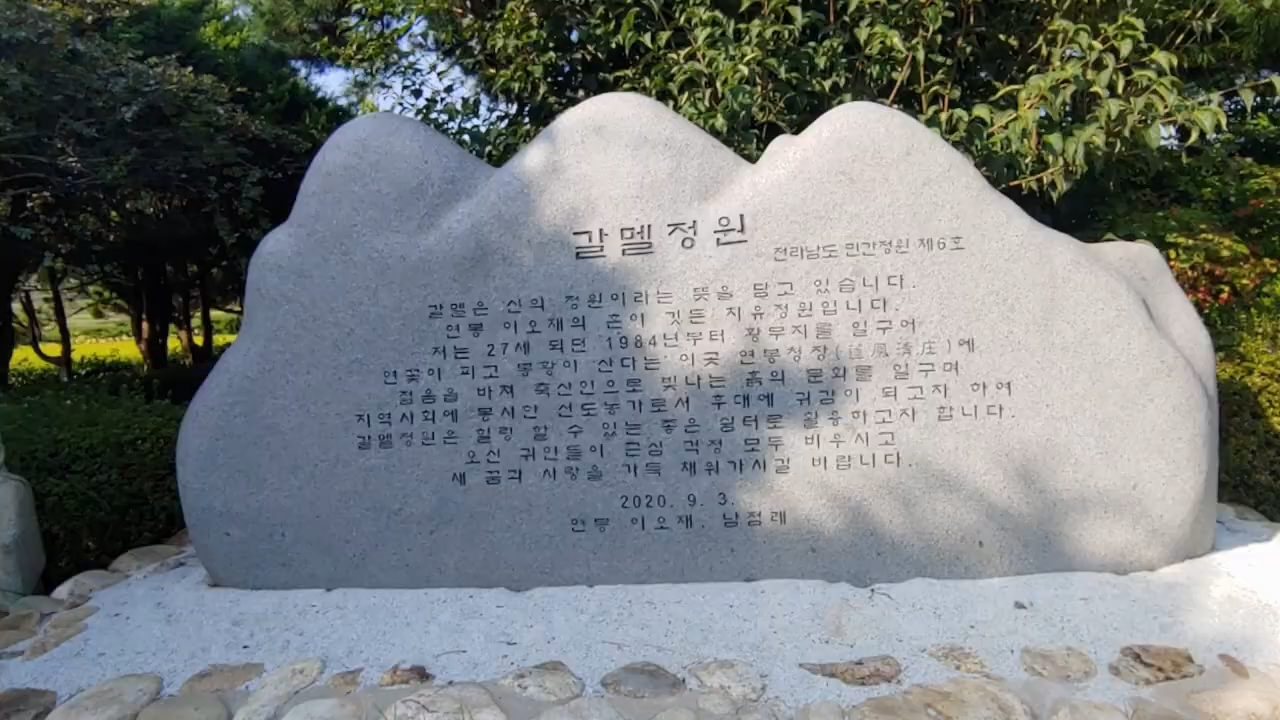 갈멜정원
전라남도 민간정원 제6호
갈멜은 신의 정원이라는 뜻을 담고 있습니다.
연봉 이오재의 혼이 깃든 치유정원입니다.
저는 27세 되던 1984년부터 황무지를 일구어
연꽃이 피고 봉황이 산다는 이곳 연봉청장(蓮鳳淸庄)에
젊음을 바쳐 축산인으로 빛나는 흙의 문화를 일구며
지역사회에 봉사한 선도농가로서 후대에 귀감이 되고자 하여
갈멜정원은 힐링 할 수 있는 좋은 쉼터로 활용하고자 합니다.
오신 귀인들이 근심 걱정 모두 비우시고
새 꿈과 사랑을 가득 채워가시길 바랍니다.
2020. 9. 3.
연봉 이오재, 남점례